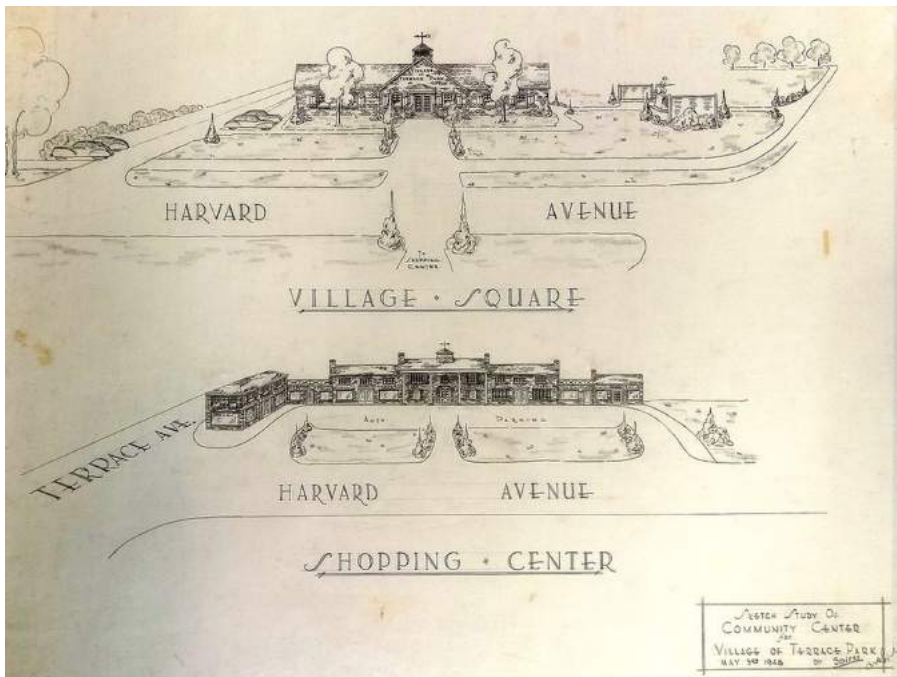 VILLAGE
TERRACE PARK
HARVARD AVENUE
TO
SHOPPING
CENTER
VILLAGE · SQUARE
TERRACE AVE.
AUTO PARKING
HARVARD AVENUE
SHOPPING · CENTER
SKETCH STUDY OF
COMMUNITY CENTER
FOR
VILLAGE OF TERRACE PARK
MAY 3RD 1948 BY